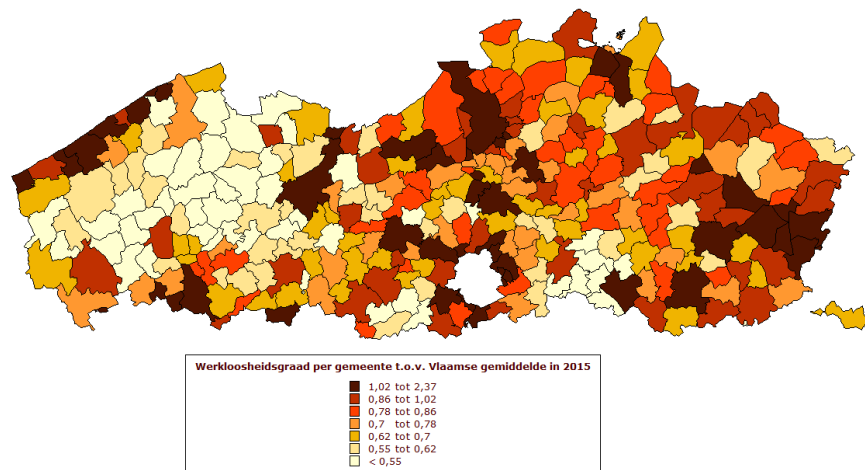 Werkloosheidsgraad per gemeente t.o.v. Vlaamse gemiddelde in 2015
1,02 tot 2,37
0,86 tot 1,02
0,78 tot 0,86
0,7 tot 0,78
0,62 tot 0,7
0,55 tot 0,62
< 0,55